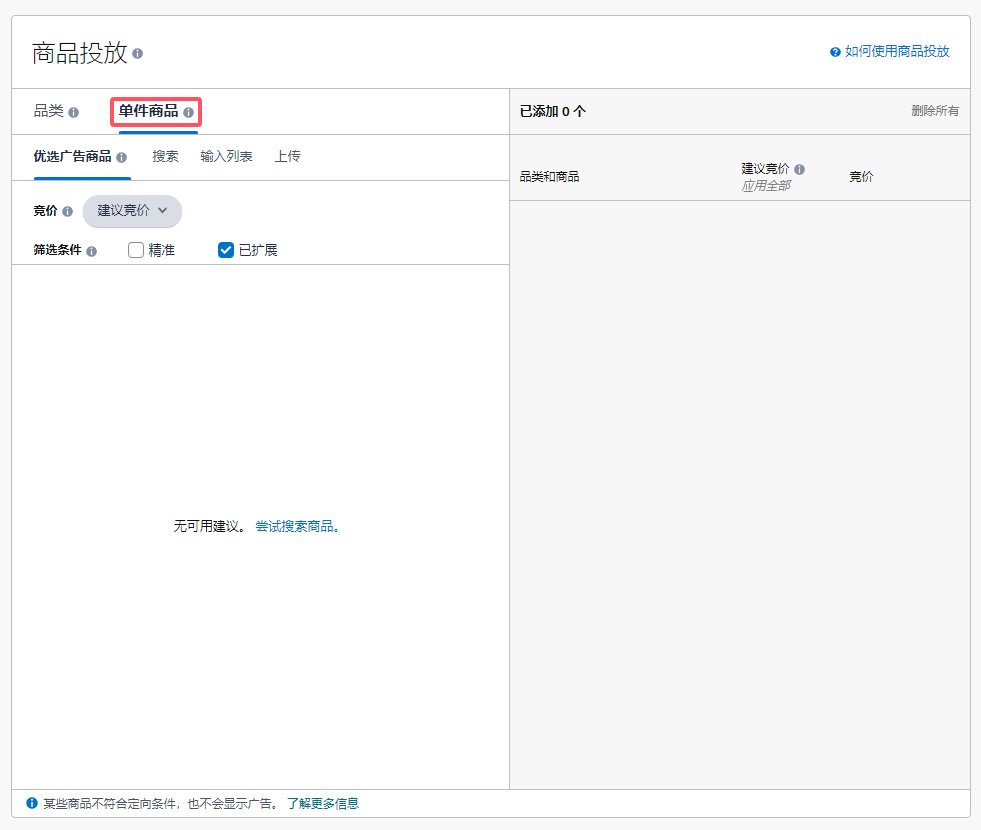 商品投放
如何使用商品投放
品类 单件商品
已添加 0 个 删除所有
优选广告商品 搜索 输入列表 上传
品类和商品 建议竞价 竞价
应用全部
竞价 建议竞价
筛选条件 精准 已扩展
无可用建议。 尝试搜索商品。
某些商品不符合定向条件，也不会显示广告。 了解更多信息